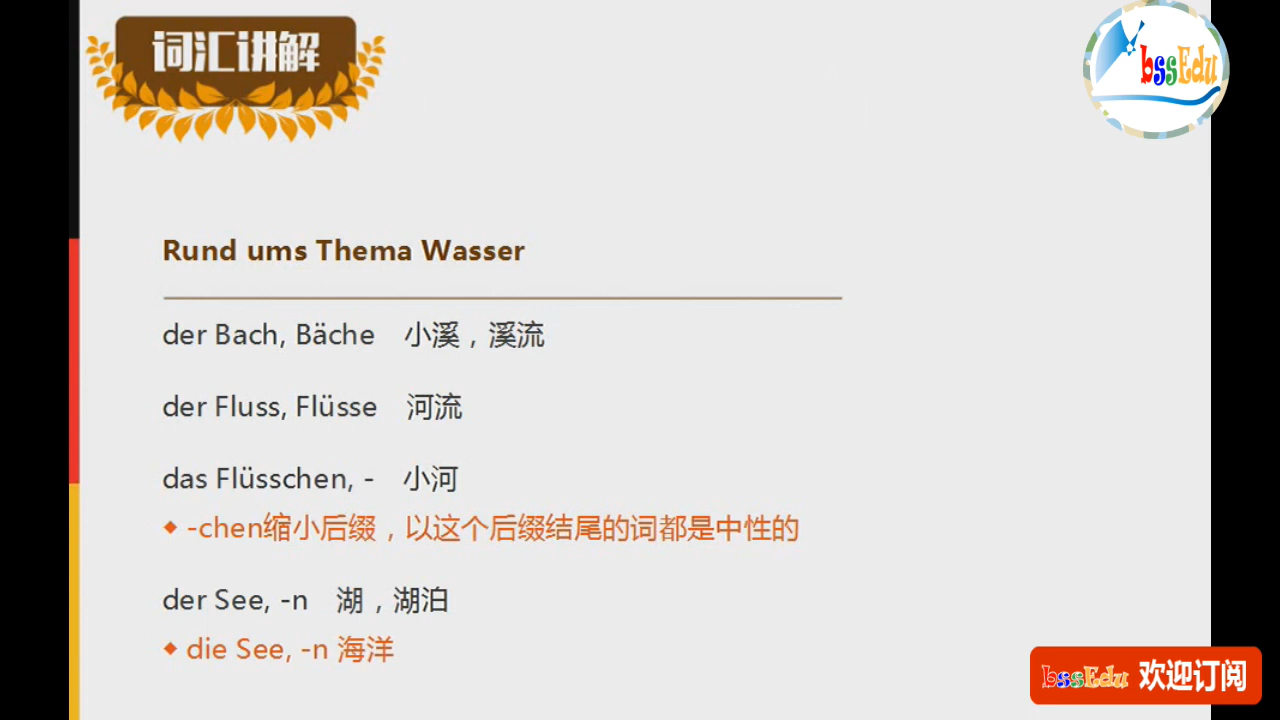 词汇讲解
bssEdu
Rund ums Thema Wasser
der Bach, Bäche 小溪，溪流
der Fluss, Flüsse 河流
das Flüsschen, - 小河
◆ -chen缩小后缀，以这个后缀结尾的词都是中性的
der See, -n 湖，湖泊
◆ die See, -n 海洋
bssEdu 欢迎订阅